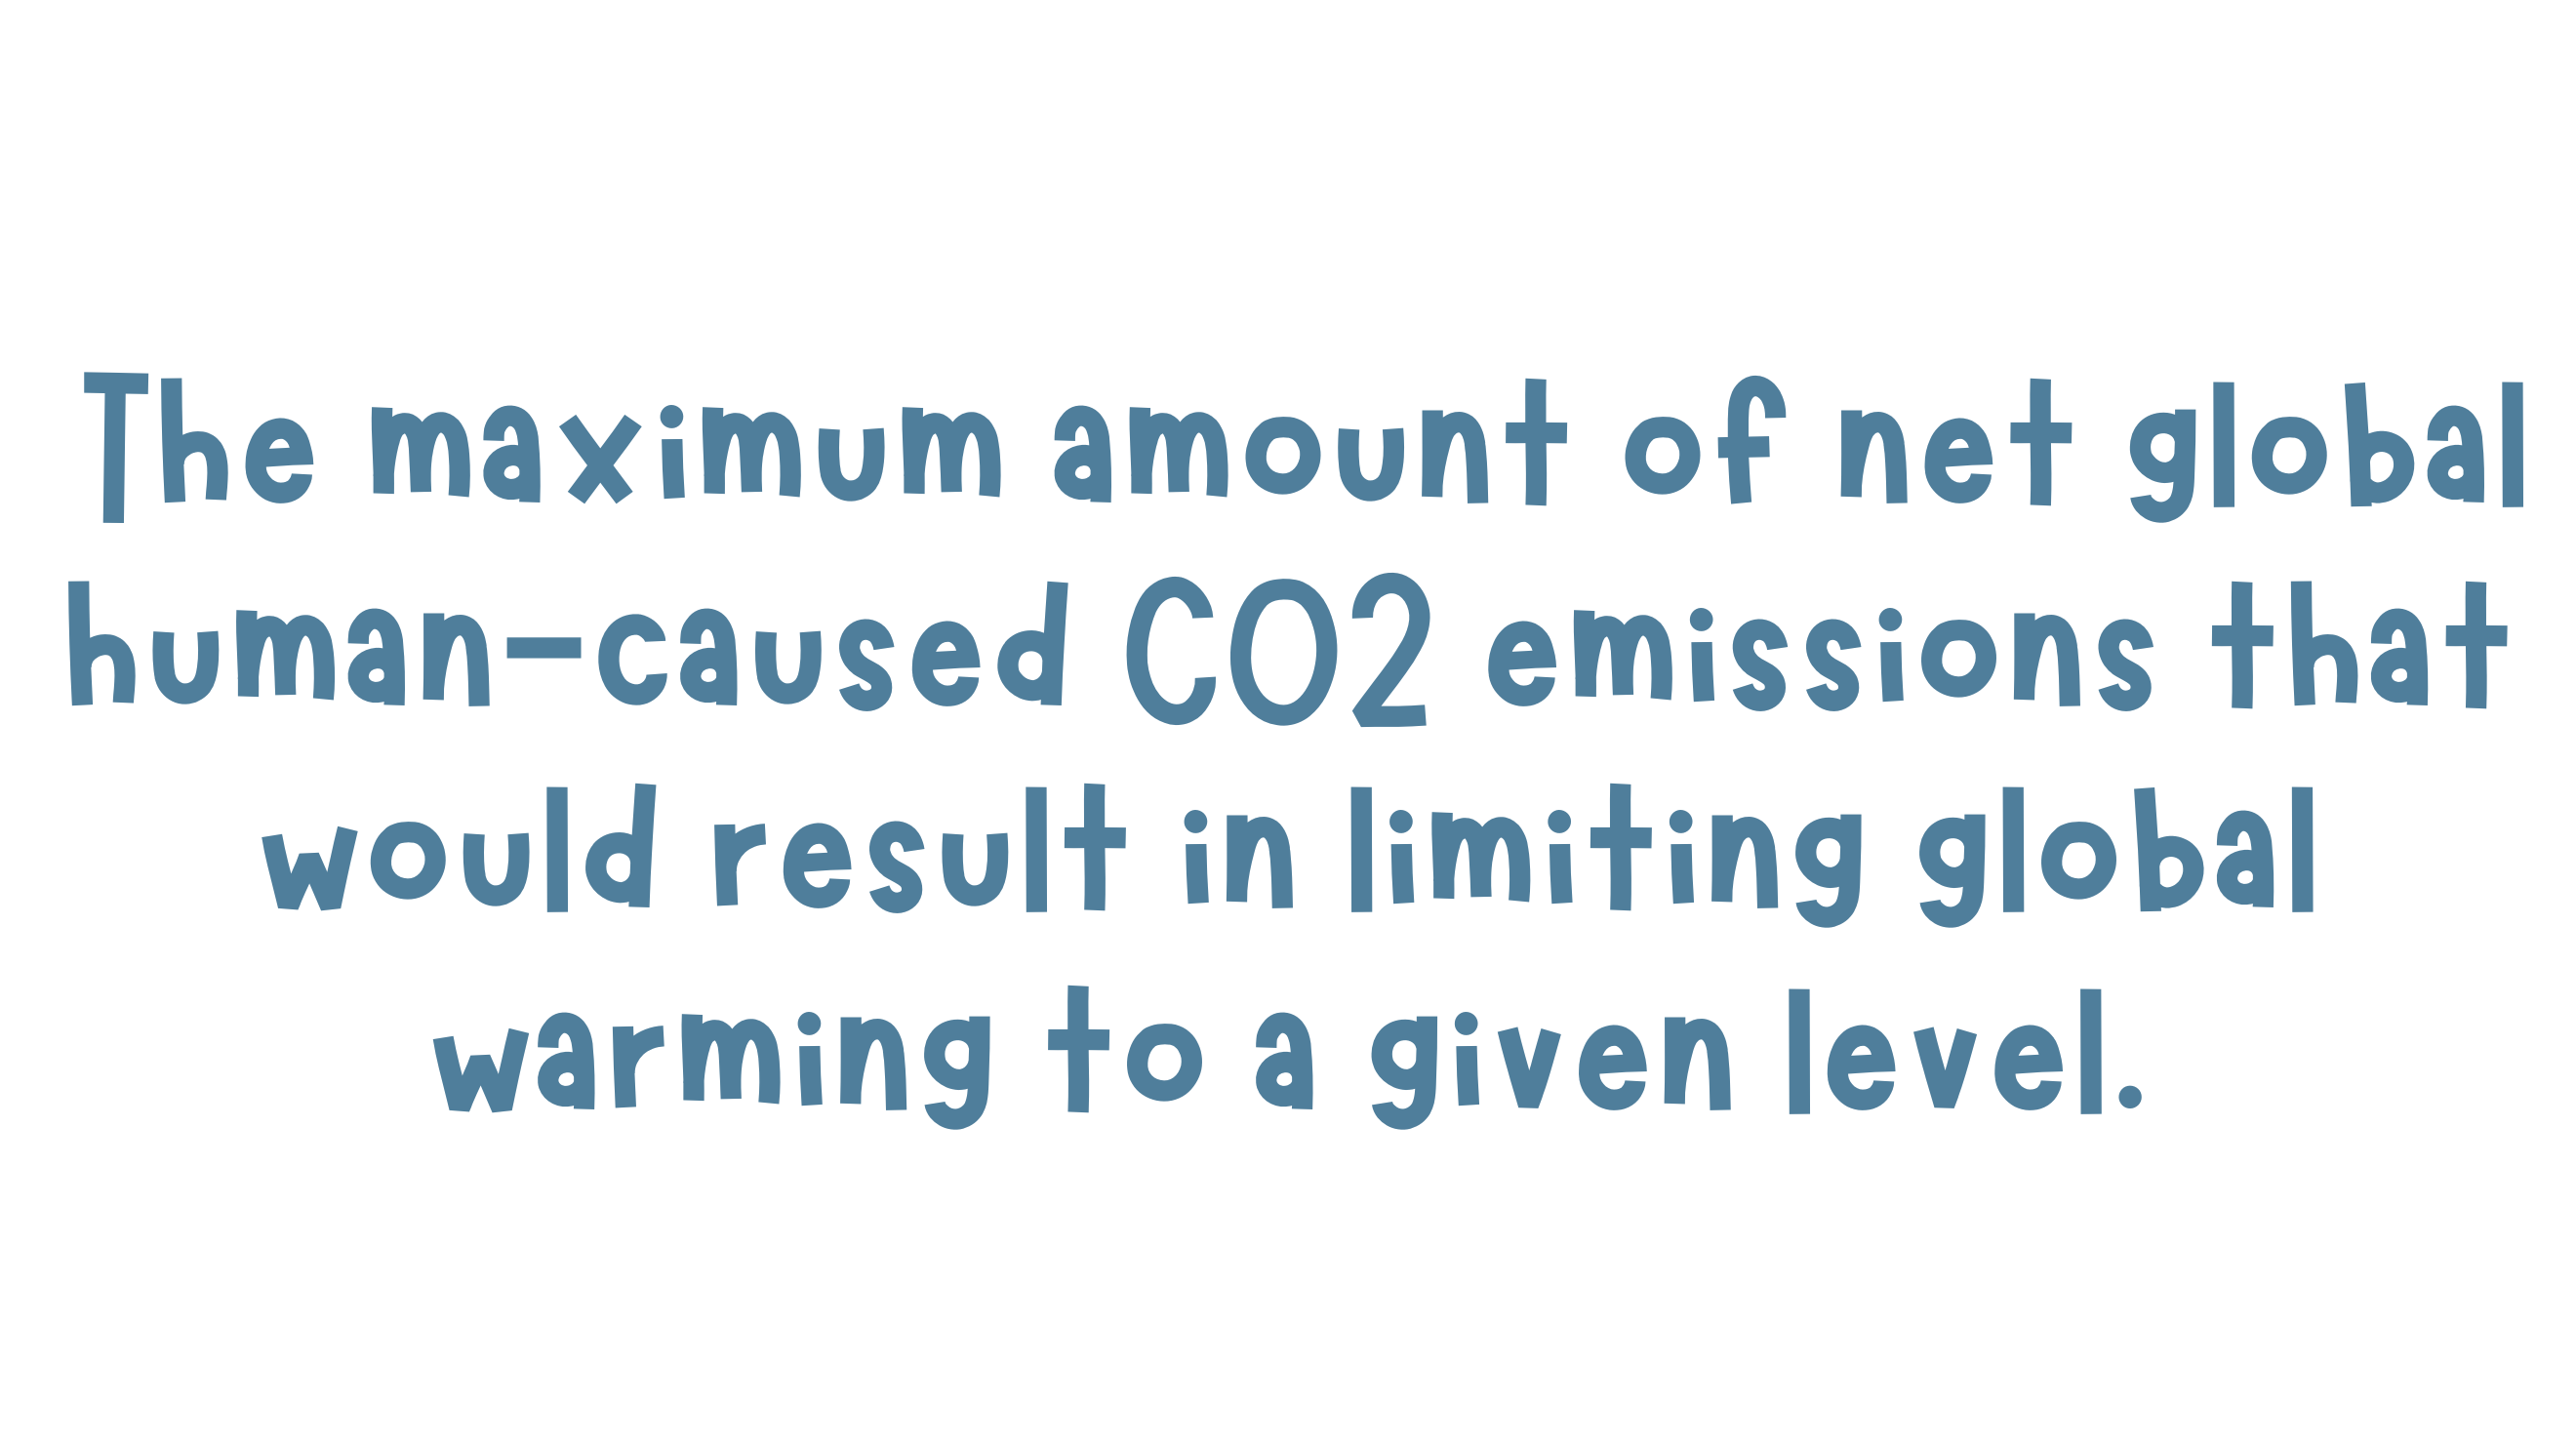 The maximum amount of net global
human-caused CO2 emissions that
would result in limiting global
warming to a given level.